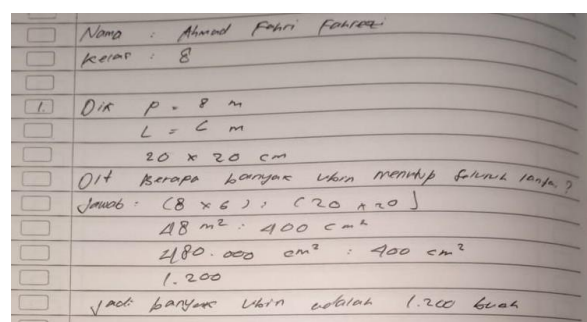 Nama : Ahmad Fahri Fahrezi
Kelas : 8
1. Dik P = 8 m
L = 6 m
20 x 20 cm
Dit Berapa banyak ubin menutup seluruh lantai ?
Jawab : (8 x 6) : (20 x 20)
48 m² : 400 cm²
480.000 cm² : 400 cm²
1.200
Jadi banyak ubin adalah 1.200 buah